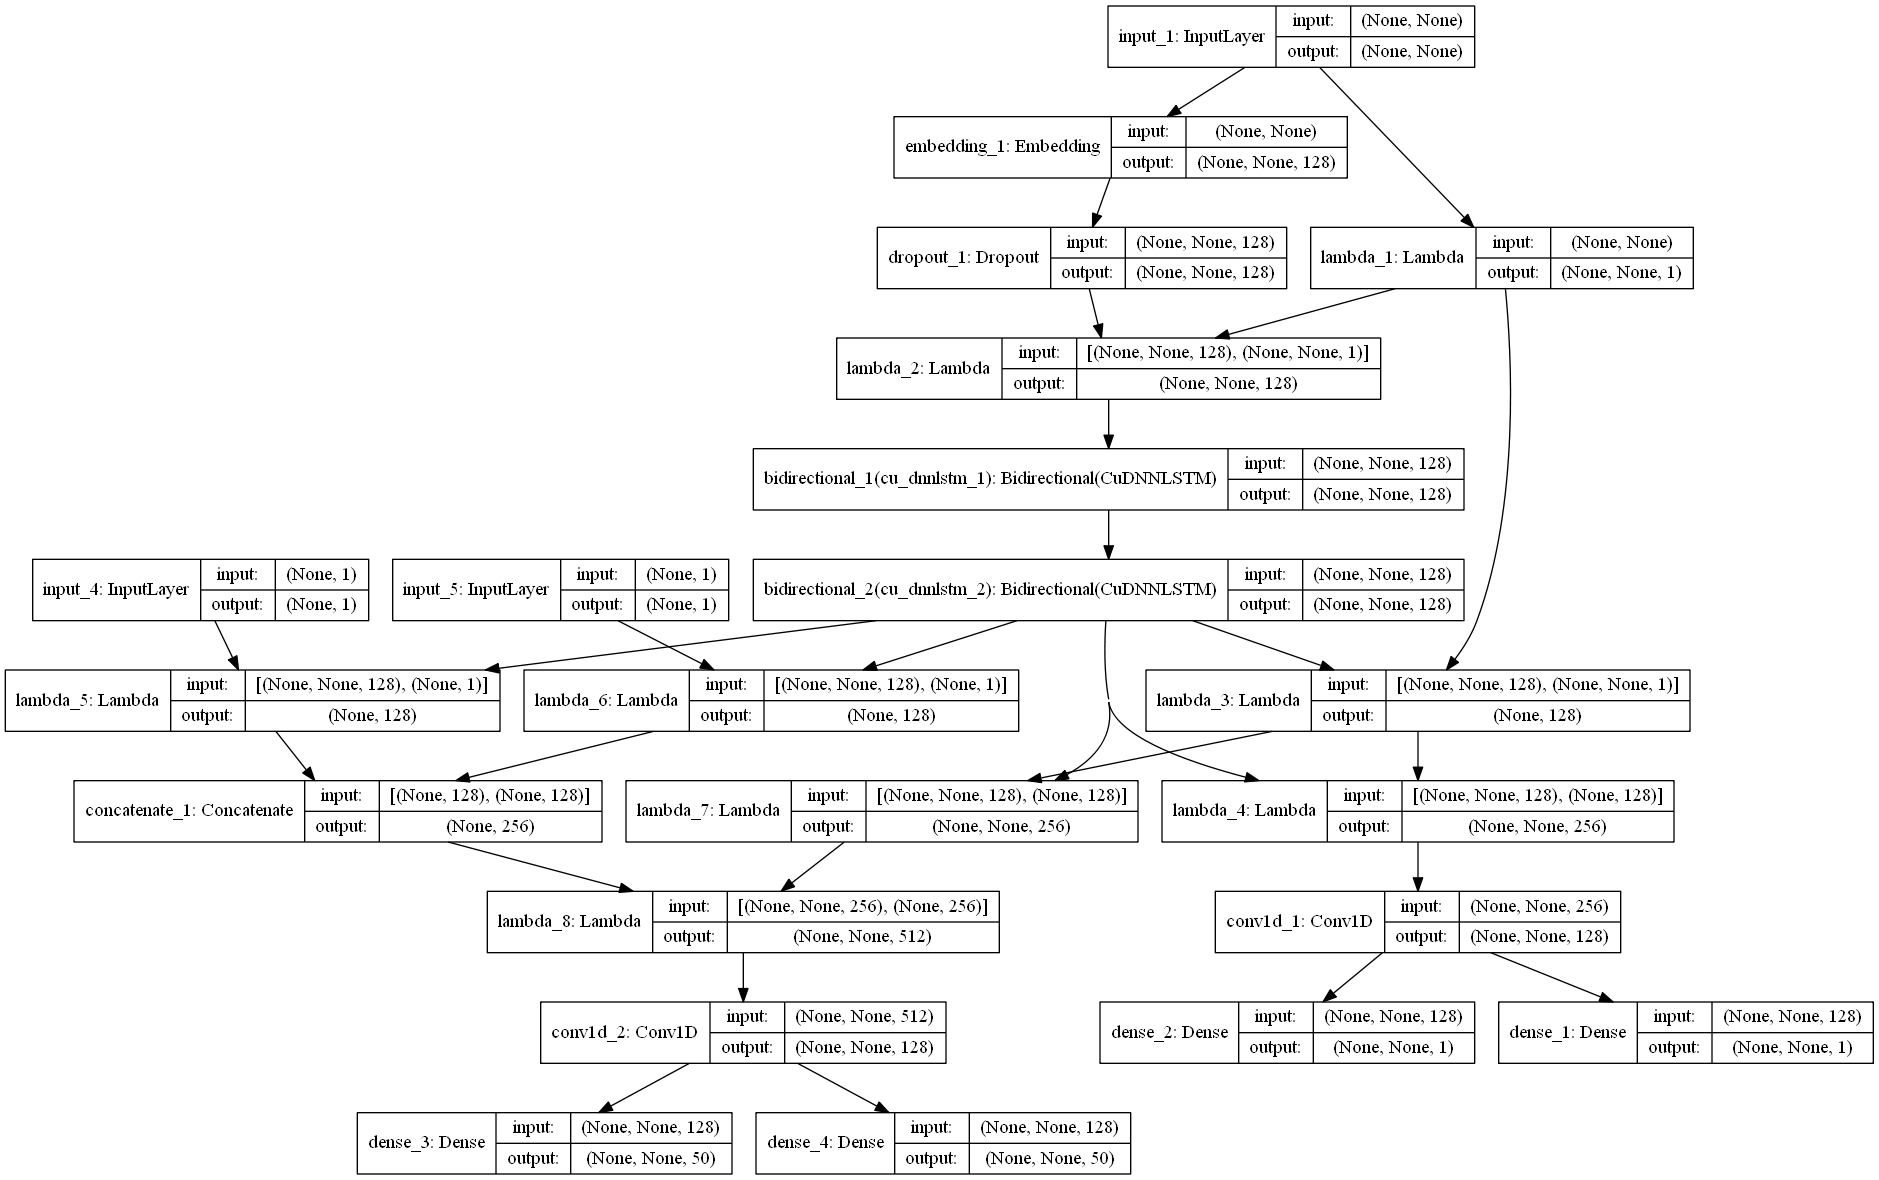 input_1: InputLayer
input: (None, None)
output: (None, None)
embedding_1: Embedding
input: (None, None)
output: (None, None, 128)
dropout_1: Dropout
input: (None, None, 128)
output: (None, None, 128)
lambda_1: Lambda
input: (None, None)
output: (None, None, 1)
lambda_2: Lambda
input: [(None, None, 128), (None, None, 1)]
output: (None, None, 128)
bidirectional_1(cu_dnnlstm_1): Bidirectional(CuDNNLSTM)
input: (None, None, 128)
output: (None, None, 128)
input_4: InputLayer
input: (None, 1)
output: (None, 1)
input_5: InputLayer
input: (None, 1)
output: (None, 1)
bidirectional_2(cu_dnnlstm_2): Bidirectional(CuDNNLSTM)
input: (None, None, 128)
output: (None, None, 128)
lambda_5: Lambda
input: [(None, None, 128), (None, 1)]
output: (None, 128)
lambda_6: Lambda
input: [(None, None, 128), (None, 1)]
output: (None, 128)
lambda_3: Lambda
input: [(None, None, 128), (None, None, 1)]
output: (None, 128)
concatenate_1: Concatenate
input: [(None, 128), (None, 128)]
output: (None, 256)
lambda_7: Lambda
input: [(None, None, 128), (None, 128)]
output: (None, None, 256)
lambda_4: Lambda
input: [(None, None, 128), (None, 128)]
output: (None, None, 256)
lambda_8: Lambda
input: [(None, None, 256), (None, 256)]
output: (None, None, 512)
conv1d_1: Conv1D
input: (None, None, 256)
output: (None, None, 128)
conv1d_2: Conv1D
input: (None, None, 512)
output: (None, None, 128)
dense_2: Dense
input: (None, None, 128)
output: (None, None, 1)
dense_1: Dense
input: (None, None, 128)
output: (None, None, 1)
dense_3: Dense
input: (None, None, 128)
output: (None, None, 50)
dense_4: Dense
input: (None, None, 128)
output: (None, None, 50)